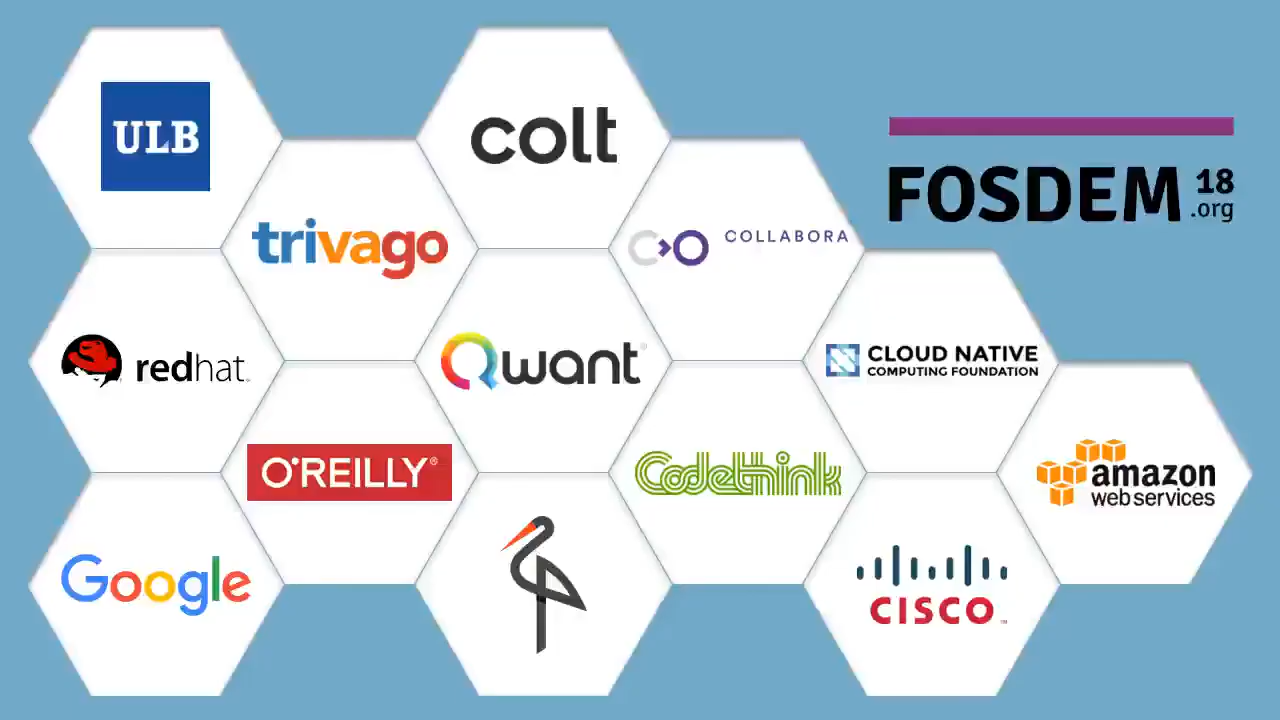 ULB
colt
FOSDEM 18
.org
trivago
COLLABORA
redhat.
Qwant®
CLOUD NATIVE
COMPUTING FOUNDATION
O'REILLY®
Codethink
amazon
web services
Google
CISCO™